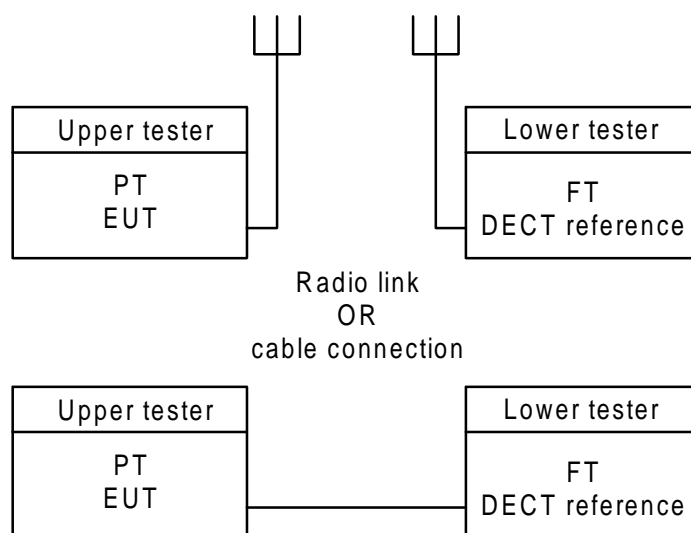 Upper tester
PT
EUT
Lower tester
FT
DECT reference
Radio link
OR
cable connection
Upper tester
PT
EUT
Lower tester
FT
DECT reference